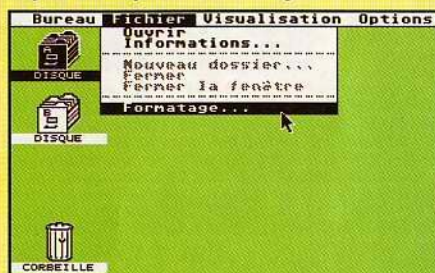 Bureau Fichier Visualisation Options
Ouvrir
Informations...
Nouveau dossier...
Fermer
Fermer la fenêtre
Formatage...
A
DISQUE
B
DISQUE
CORBEILLE